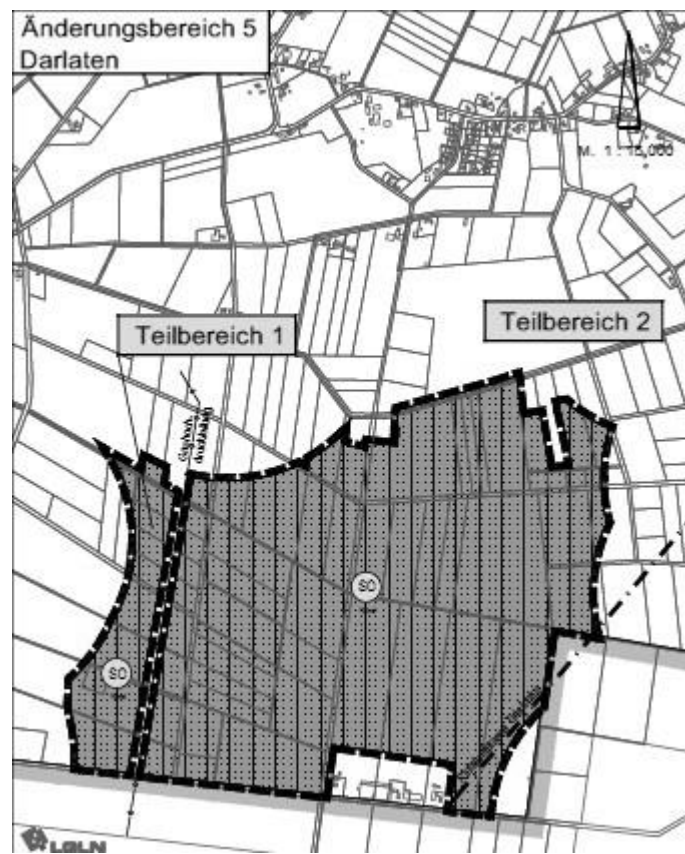 Änderungsbereich 5
Darlaten
M. 1 : 15.000
Teilbereich 1
Teilbereich 2
SO
SO
LGLN